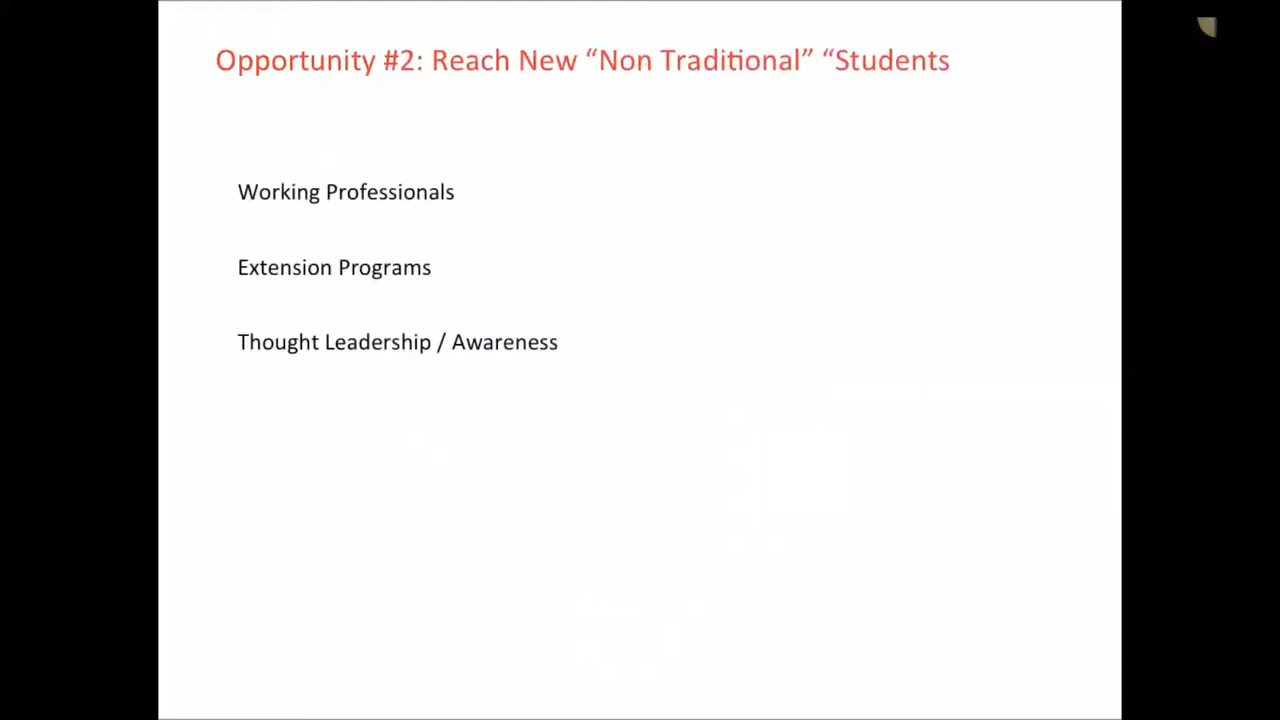 Opportunity #2: Reach New “Non Traditional” “Students
Working Professionals
Extension Programs
Thought Leadership / Awareness